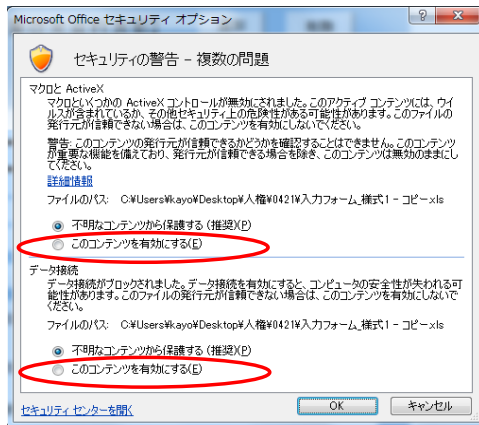 Microsoft Office セキュリティ オプション
セキュリティの警告 - 複数の問題
マクロと ActiveX
マクロといくつかの ActiveX コントロールが無効にされました。このアクティブ コンテンツには、ウイ
ルスが含まれているか、その他セキュリティ上の危険性がある可能性があります。このファイルの
発行元が信頼できない場合は、このコンテンツを有効にしないでください。
警告: このコンテンツの発行元が信頼できるかどうかを確認することはできません。このコンテンツ
が重要な機能を備えており、発行元が信頼できる場合を除き、このコンテンツは無効のままにし
てください。
詳細情報
ファイルのパス: C:¥Users¥kayo¥Desktop¥人権¥0421¥入力フォーム_様式1 - コピーxls
不明なコンテンツから保護する (推奨)(P)
このコンテンツを有効にする(E)
データ接続
データ接続がブロックされました。データ接続を有効にすると、コンピュータの安全性が失われる可
能性があります。このファイルの発行元が信頼できない場合は、このコンテンツを有効にしないで
ください。
ファイルのパス: C:¥Users¥kayo¥Desktop¥人権¥0421¥入力フォーム_様式1 - コピーxls
不明なコンテンツから保護する (推奨)(P)
このコンテンツを有効にする(E)
セキュリティ センターを開く
OK
キャンセル